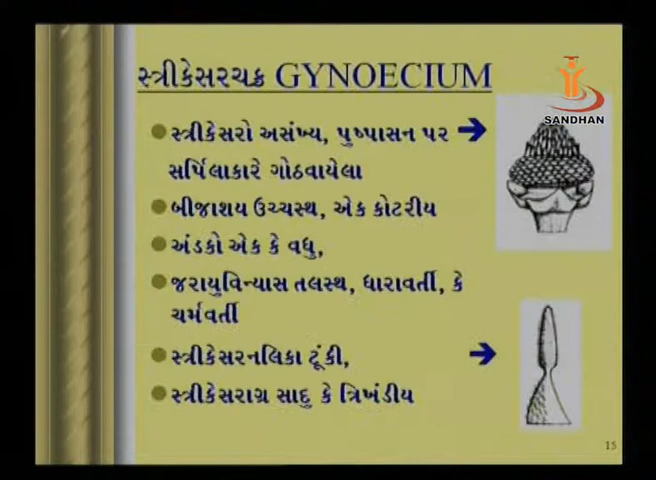 સ્ત્રીકેસરચક્ર GYNOECIUM
SANDHAN
સ્ત્રીકેસરો અસંખ્ય, પુષ્પાસન પર
સર્પિલાકારે ગોઠવાયેલા
બીજાશય ઉચ્ચસ્થ, એક કોટરીય
અંડકો એક કે વધુ,
જરાયુવિન્યાસ તલસ્થ, ધારાવર્તી, કે
ચર્મવર્તી
સ્ત્રીકેસરનલિકા ટૂંકી,
સ્ત્રીકેસરાગ્ર સાદુ કે ત્રિખંડીય
15